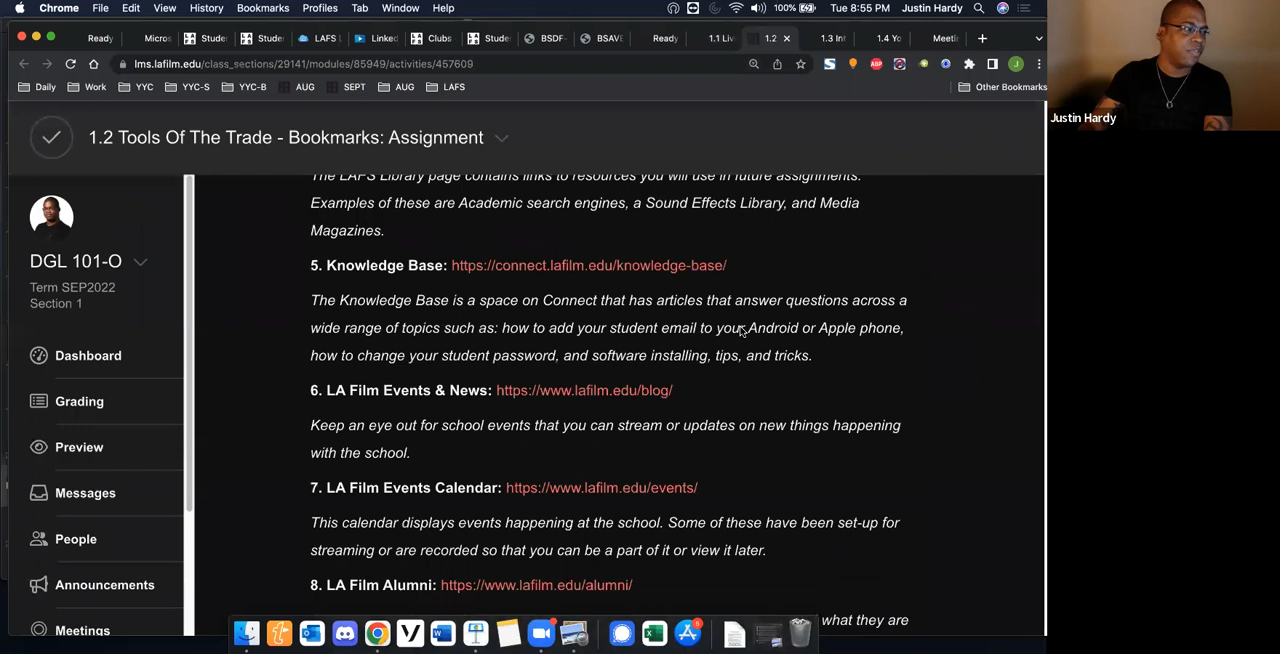 Chrome File Edit View History Bookmarks Profiles Tab Window Help 100% Tue 8:55 PM Justin Hardy
Ready Micros Studen Studen LAFS Linked Clubs Studen BSDF- BSAVE Ready 1.1 Liv 1.2 1.3 Int 1.4 Yo Meeti
lms.lafilm.edu/class_sections/29141/modules/85949/activities/457609
Daily Work YYC YYC-S YYC-B AUG SEPT AUG LAFS Other Bookmarks
Justin Hardy
1.2 Tools Of The Trade - Bookmarks: Assignment
DGL 101-O
Term SEP2022
Section 1
Dashboard
Grading
Preview
Messages
People
Announcements
Meetings
The LAFS Library page contains links to resources you will use in future assignments.
Examples of these are Academic search engines, a Sound Effects Library, and Media
Magazines.
5. Knowledge Base: https://connect.lafilm.edu/knowledge-base/
The Knowledge Base is a space on Connect that has articles that answer questions across a
wide range of topics such as: how to add your student email to your Android or Apple phone,
how to change your student password, and software installing, tips, and tricks.
6. LA Film Events & News: https://www.lafilm.edu/blog/
Keep an eye out for school events that you can stream or updates on new things happening
with the school.
7. LA Film Events Calendar: https://www.lafilm.edu/events/
This calendar displays events happening at the school. Some of these have been set-up for
streaming or are recorded so that you can be a part of it or view it later.
8. LA Film Alumni: https://www.lafilm.edu/alumni/
what they are